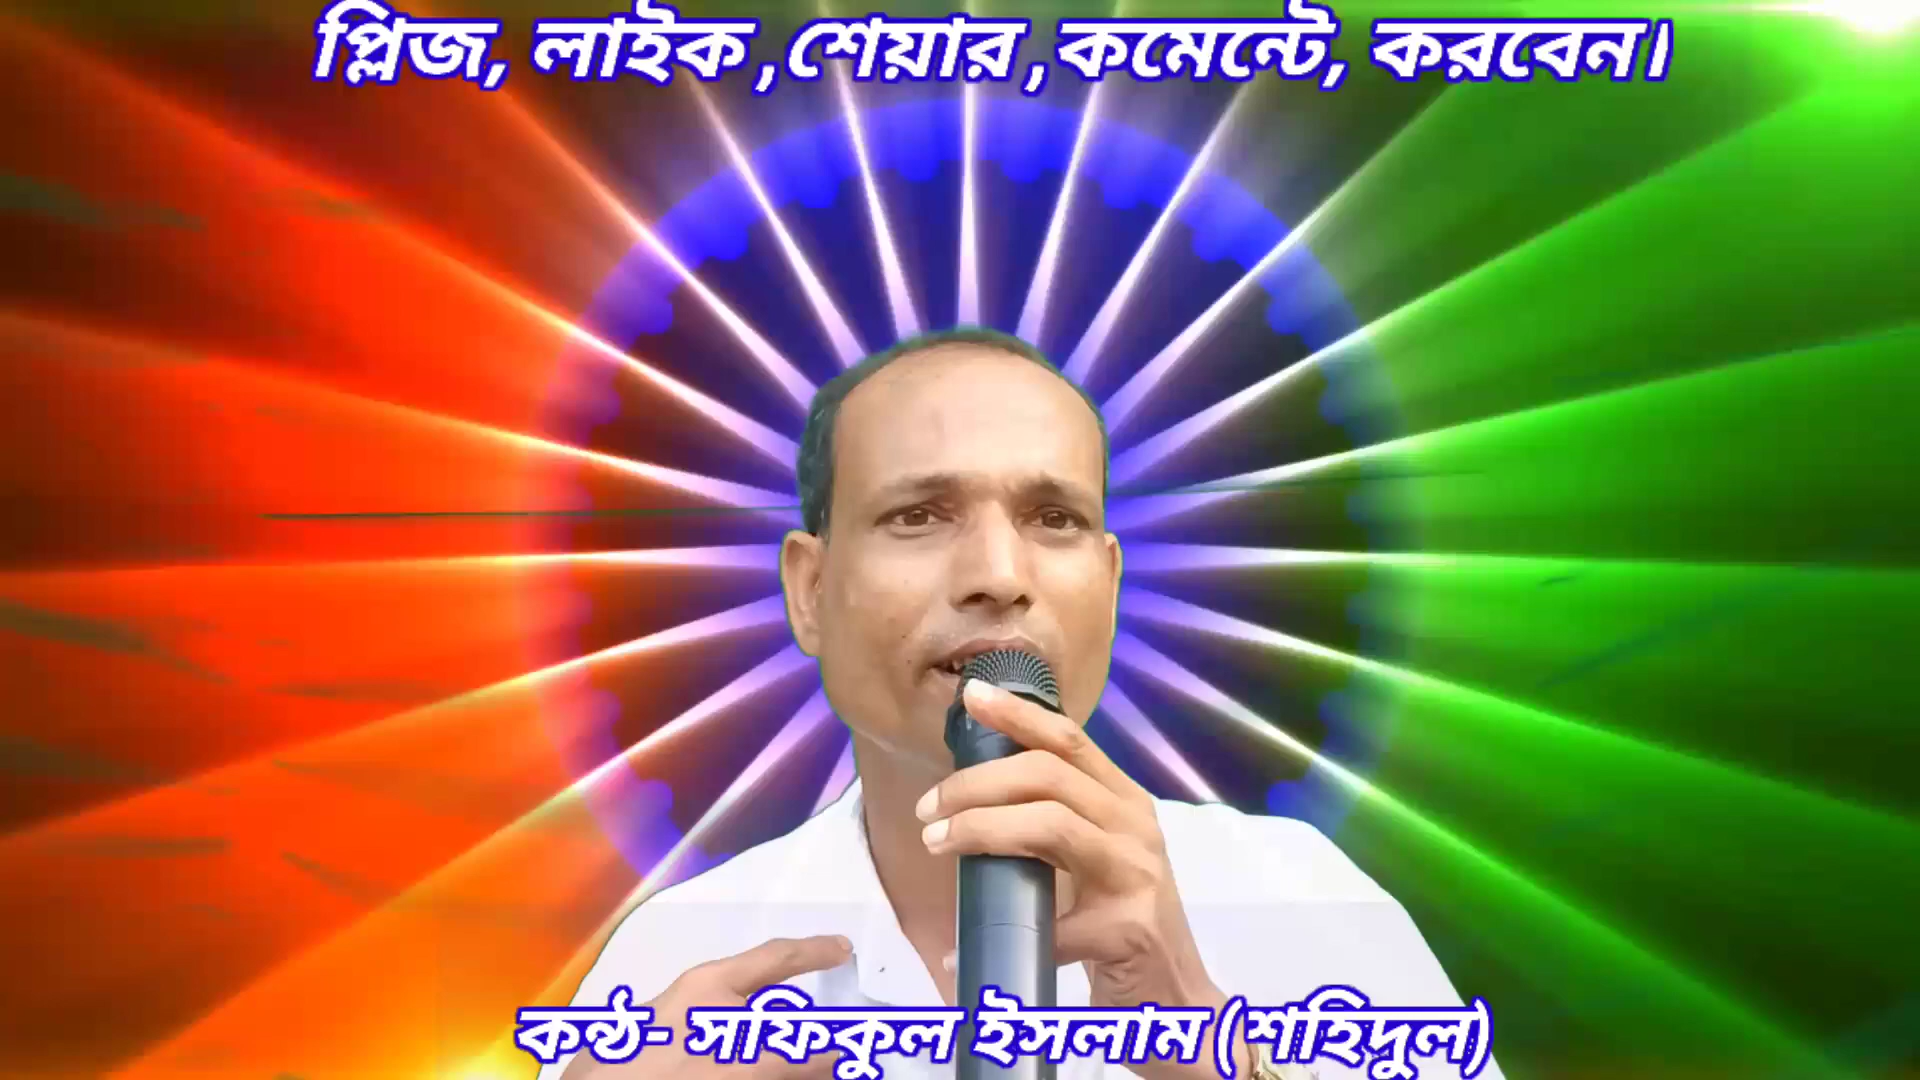 প্লিজ, লাইক ,শেয়ার ,কমেন্টে, করবেন।
কন্ঠ- সফিকুল ইসলাম (শহিদুল)